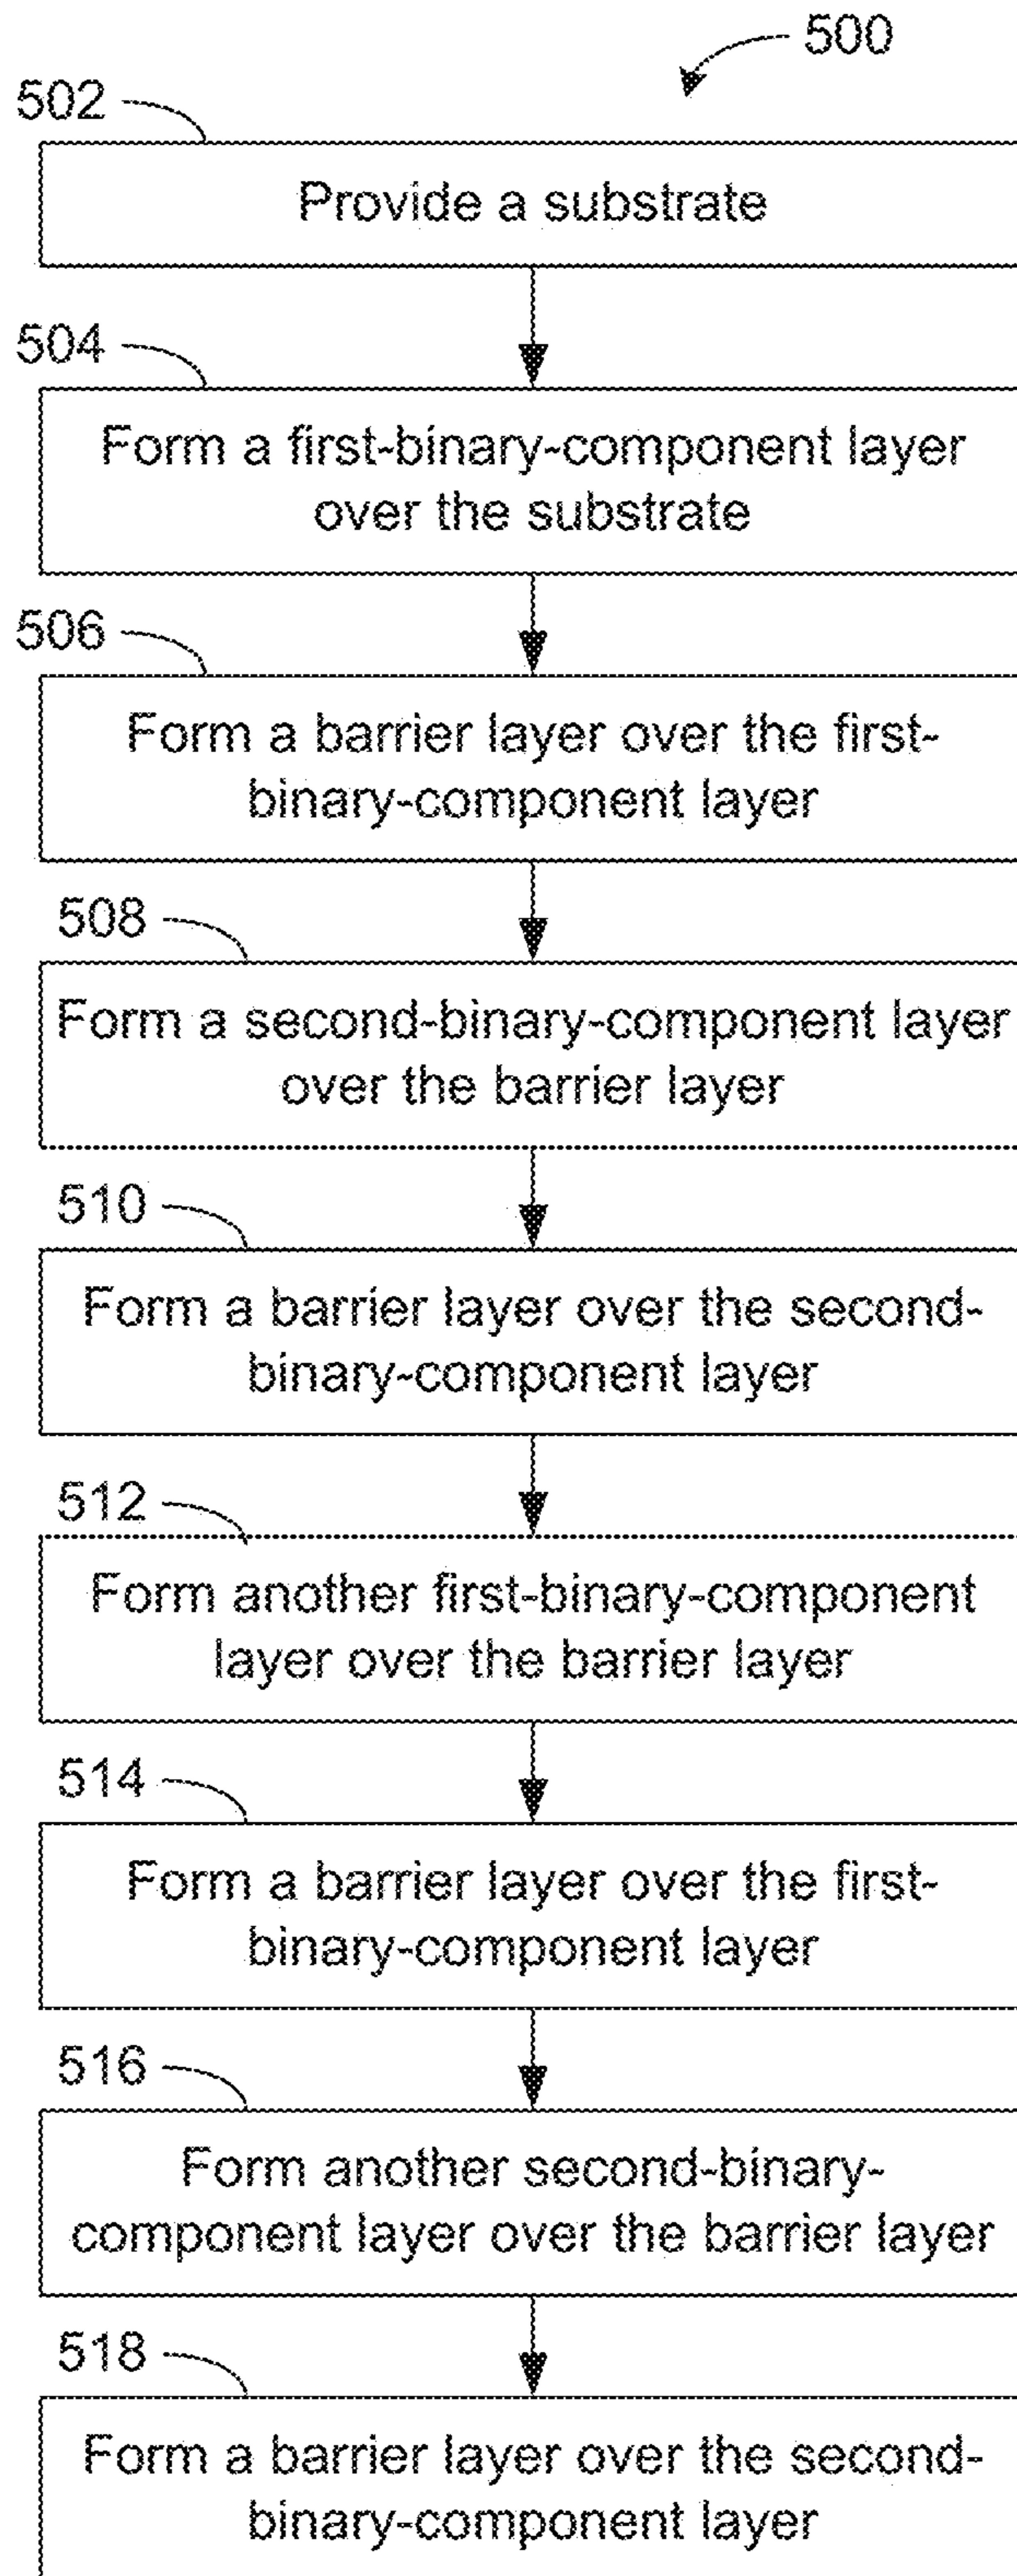 500
502
Provide a substrate
504
Form a first-binary-component layer
over the substrate
506
Form a barrier layer over the first-
binary-component layer
508
Form a second-binary-component layer
over the barrier layer
510
Form a barrier layer over the second-
binary-component layer
512
Form another first-binary-component
layer over the barrier layer
514
Form a barrier layer over the first-
binary-component layer
516
Form another second-binary-
component layer over the barrier layer
518
Form a barrier layer over the second-
binary-component layer